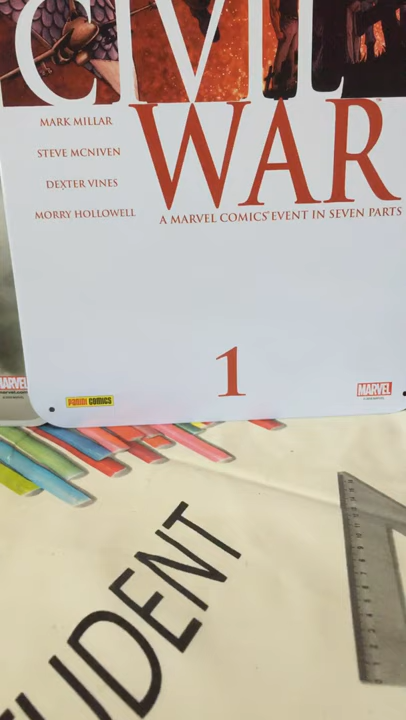 CIVIL
WAR
MARK MILLAR
STEVE MCNIVEN
DEXTER VINES
MORRY HOLLOWELL
A MARVEL COMICS EVENT IN SEVEN PARTS
1
MARVEL
PANINI COMICS
MARVEL
UDENT